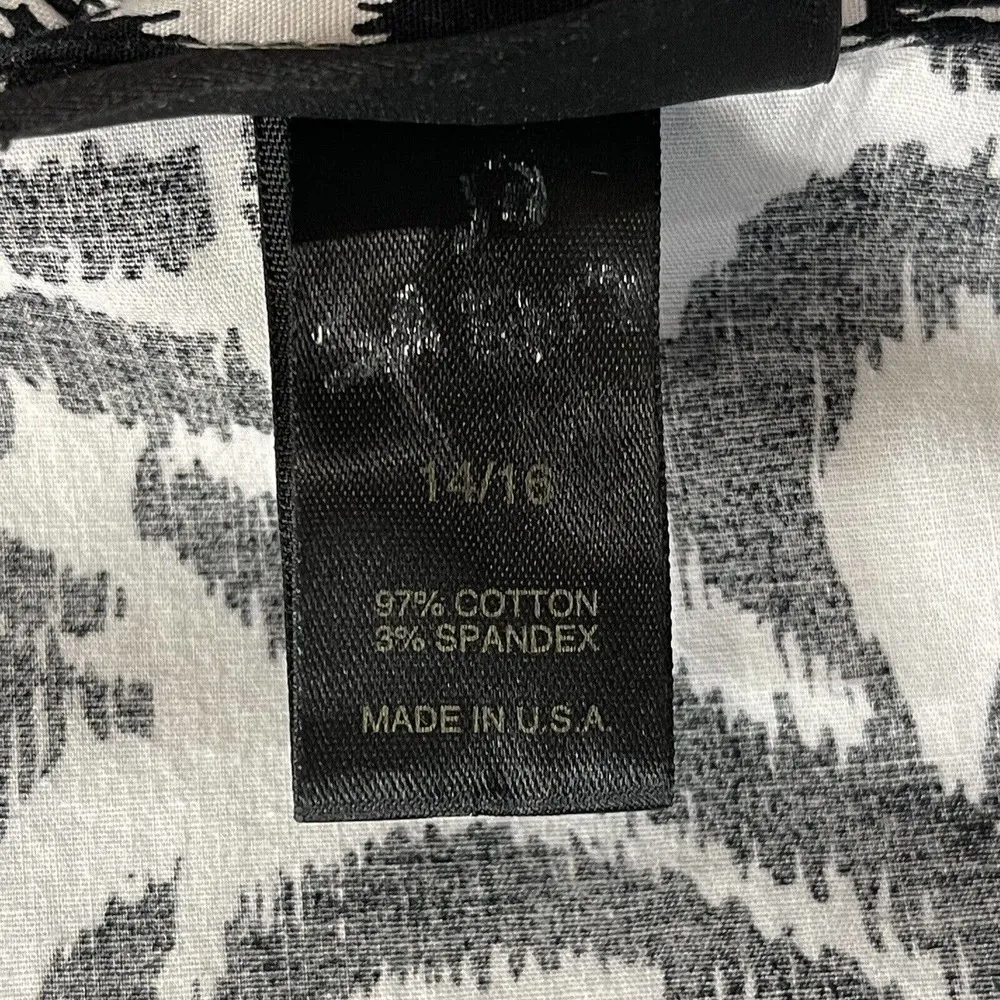 14/16
97% COTTON
3% SPANDEX
MADE IN U.S.A.